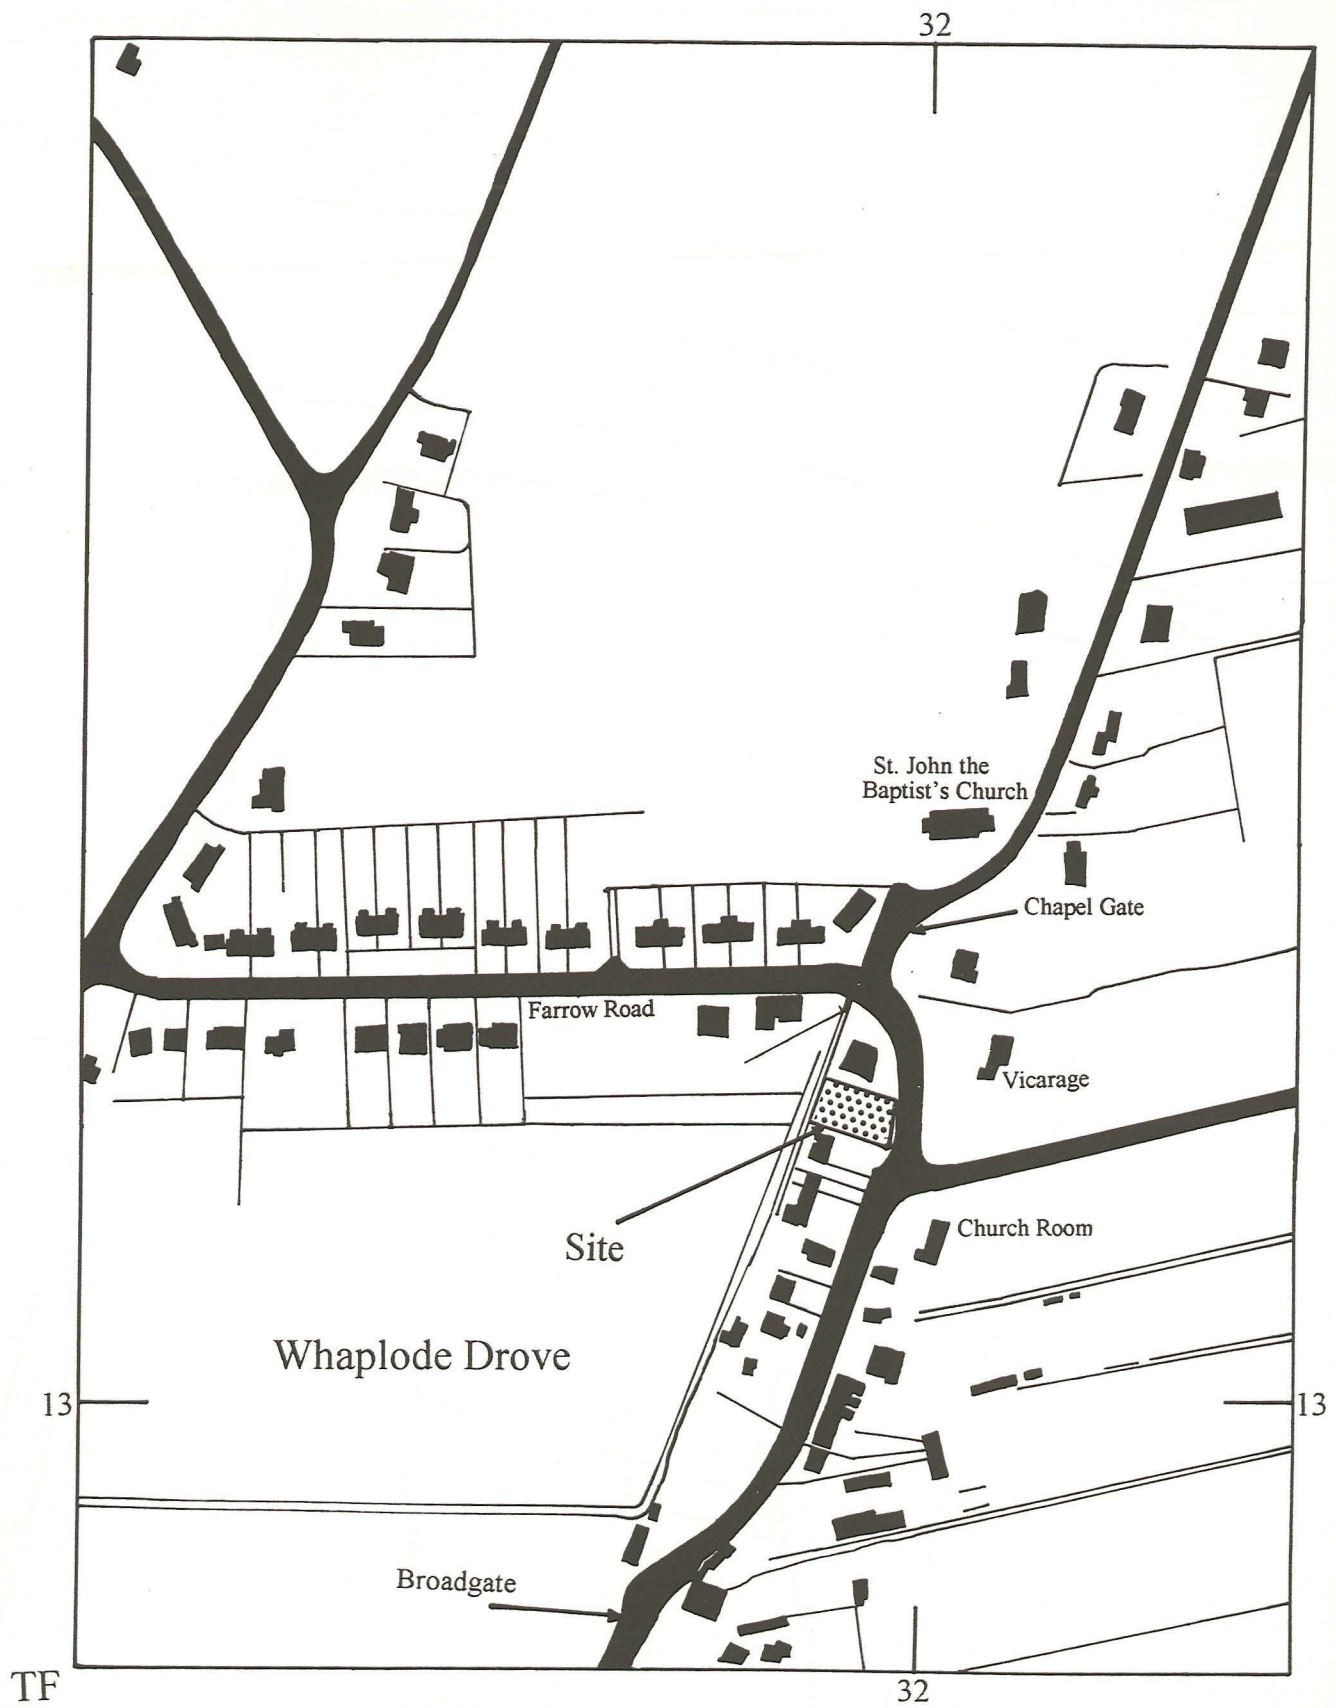 32
St. John the
Baptist's Church
Chapel Gate
Farrow Road
Vicarage
Site
Church Room
Whaplode Drove
13
13
Broadgate
TF
32